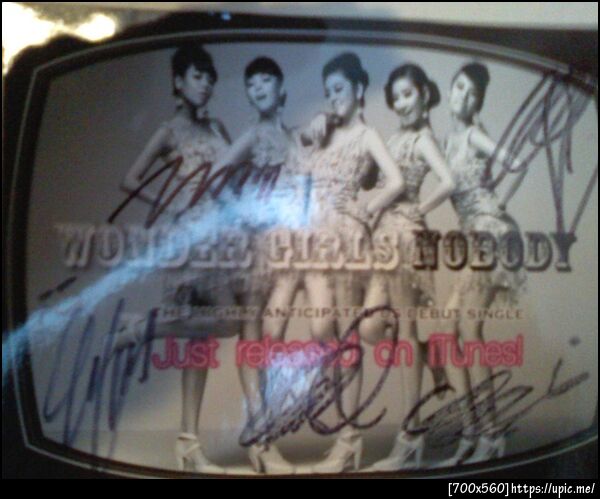 WONDER GIRLS NOBODY
THE HIGHLY ANTICIPATED US DEBUT SINGLE
Just released on iTunes!
[700x560]https://upic.me/